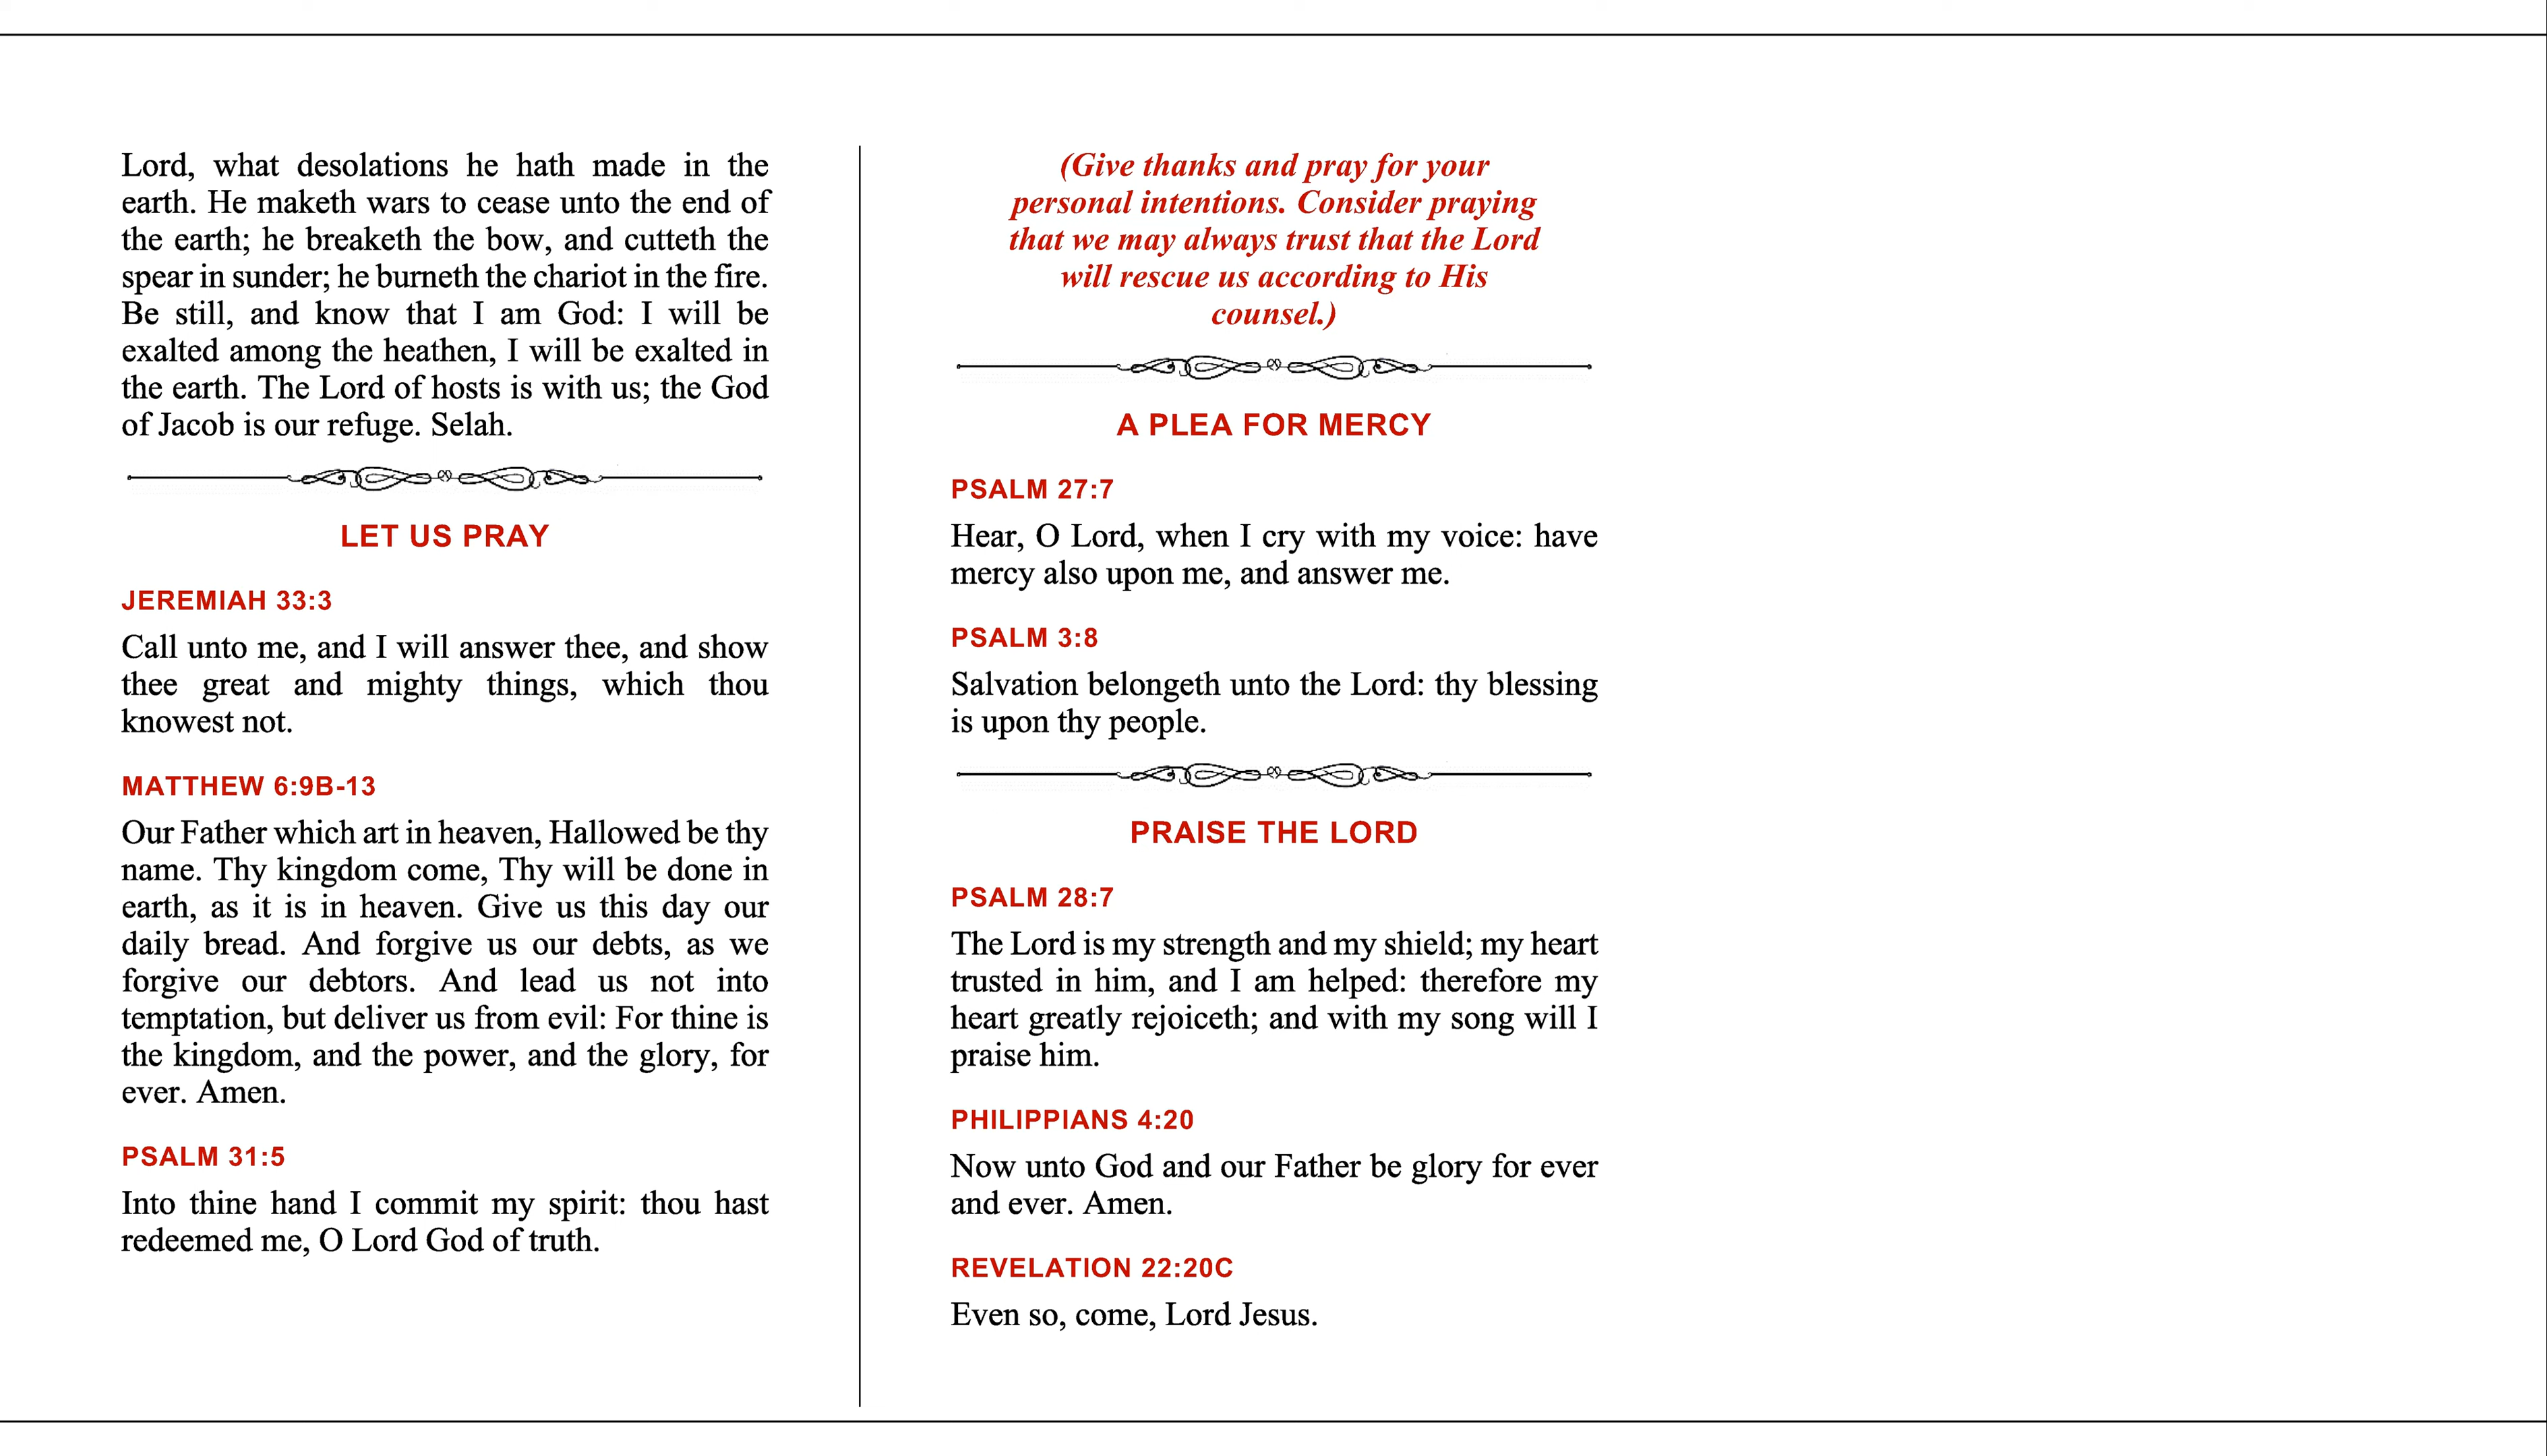 Lord, what desolations he hath made in the
earth. He maketh wars to cease unto the end of
the earth; he breaketh the bow, and cutteth the
spear in sunder; he burneth the chariot in the fire.
Be still, and know that I am God: I will be
exalted among the heathen, I will be exalted in
the earth. The Lord of hosts is with us; the God
of Jacob is our refuge. Selah.
LET US PRAY
JEREMIAH 33:3
Call unto me, and I will answer thee, and show
thee great and mighty things, which thou
knowest not.
MATTHEW 6:9B-13
Our Father which art in heaven, Hallowed be thy
name. Thy kingdom come, Thy will be done in
earth, as it is in heaven. Give us this day our
daily bread. And forgive us our debts, as we
forgive our debtors. And lead us not into
temptation, but deliver us from evil: For thine is
the kingdom, and the power, and the glory, for
ever. Amen.
PSALM 31:5
Into thine hand I commit my spirit: thou hast
redeemed me, O Lord God of truth.
(Give thanks and pray for your
personal intentions. Consider praying
that we may always trust that the Lord
will rescue us according to His
counsel.)
A PLEA FOR MERCY
PSALM 27:7
Hear, O Lord, when I cry with my voice: have
mercy also upon me, and answer me.
PSALM 3:8
Salvation belongeth unto the Lord: thy blessing
is upon thy people.
PRAISE THE LORD
PSALM 28:7
The Lord is my strength and my shield; my heart
trusted in him, and I am helped: therefore my
heart greatly rejoiceth; and with my song will I
praise him.
PHILIPPIANS 4:20
Now unto God and our Father be glory for ever
and ever. Amen.
REVELATION 22:20C
Even so, come, Lord Jesus.